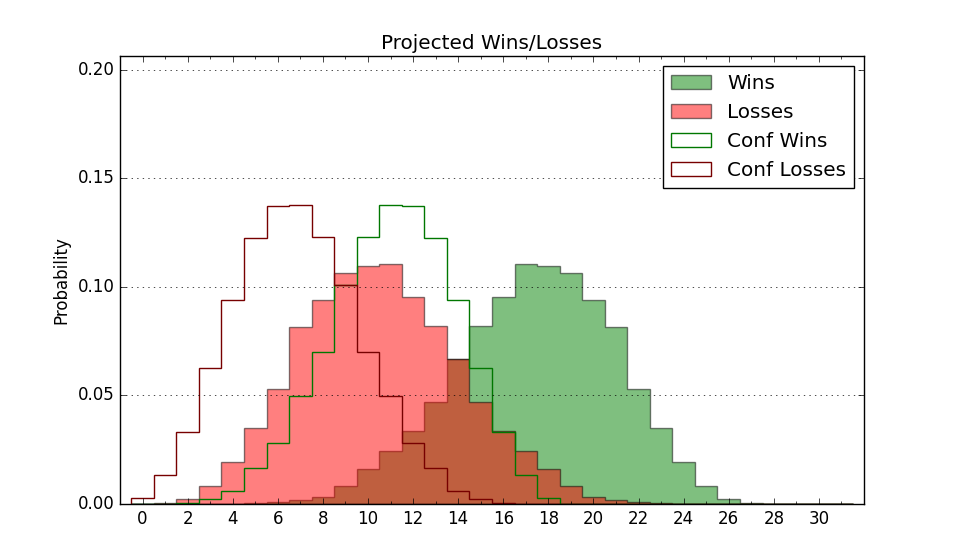 Projected Wins/Losses
Wins
Losses
Conf Wins
Conf Losses
Probability
0.20
0.15
0.10
0.05
0.00
0 2 4 6 8 10 12 14 16 18 20 22 24 26 28 30